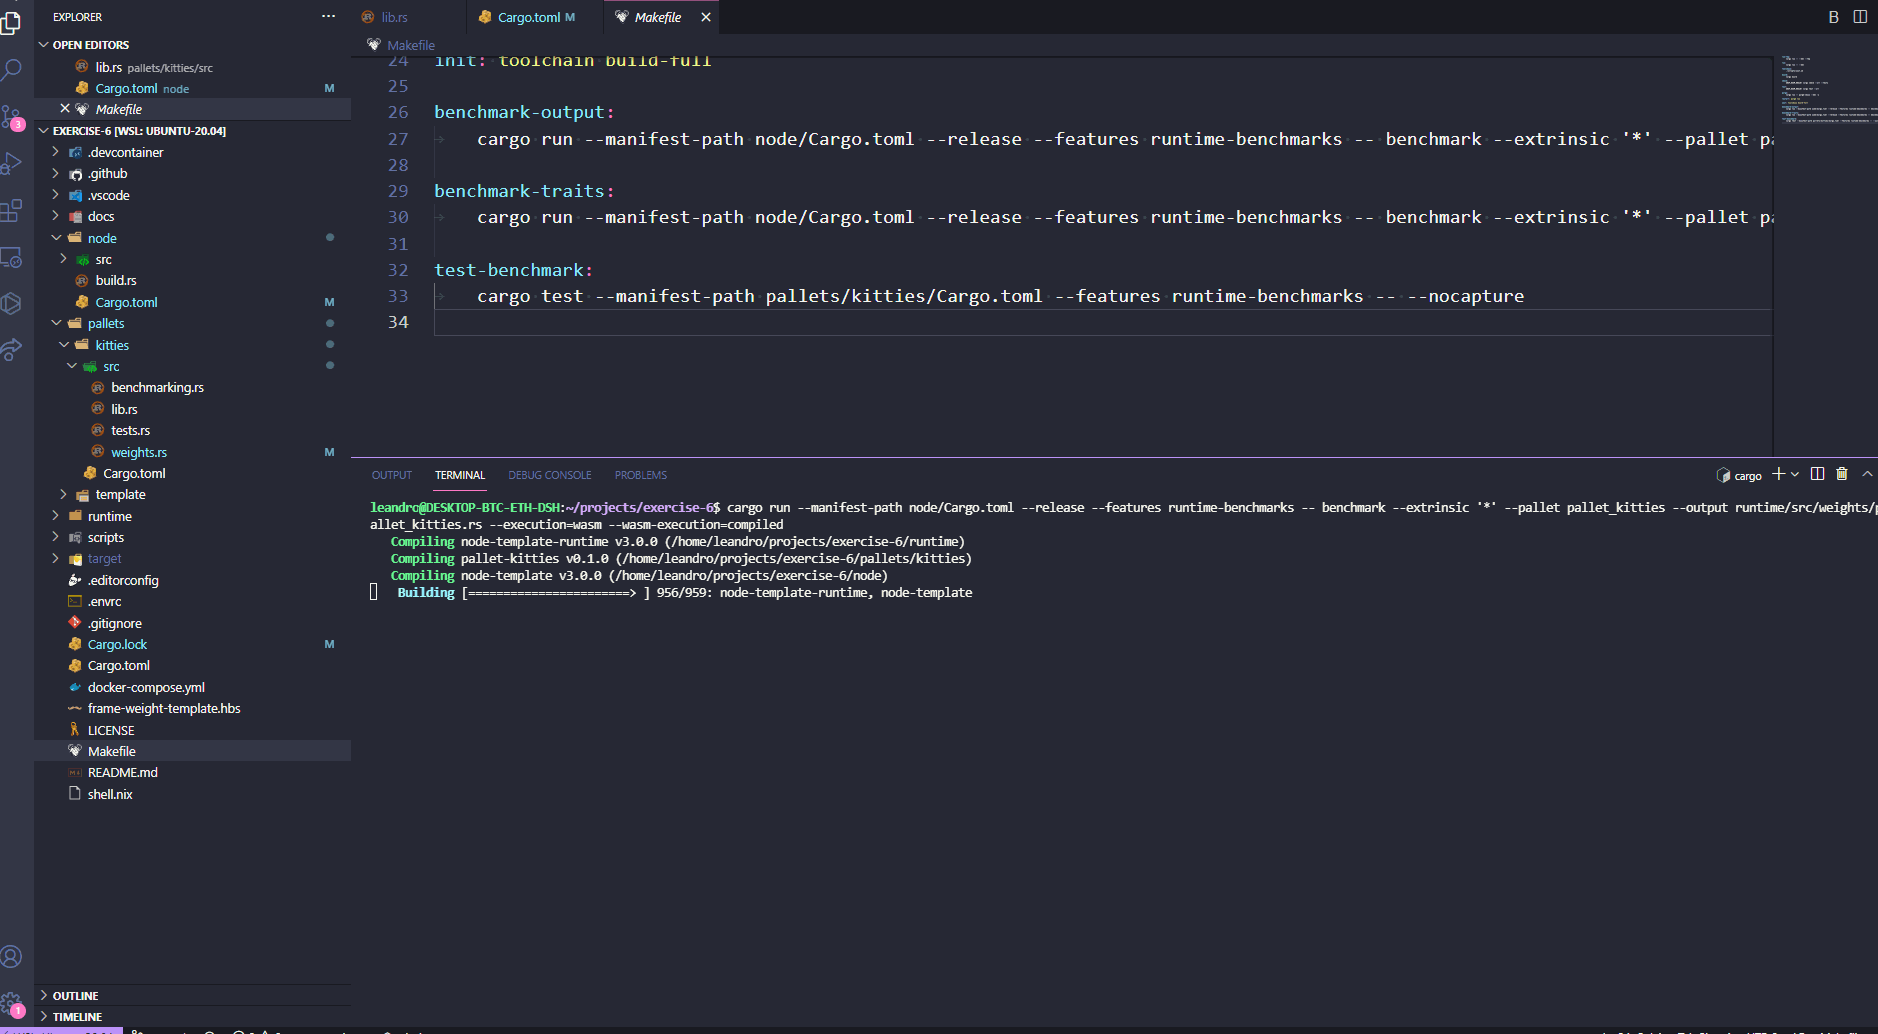 EXPLORER
OPEN EDITORS
lib.rs pallets/kitties/src
Cargo.toml node M
Makefile
EXERCISE-6 [WSL: UBUNTU-20.04]
.devcontainer
.github
.vscode
docs
node
src
build.rs
Cargo.toml M
pallets
kitties
src
benchmarking.rs
lib.rs
tests.rs
weights.rs M
Cargo.toml
template
runtime
scripts
target
.editorconfig
.envrc
.gitignore
Cargo.lock M
Cargo.toml
docker-compose.yml
frame-weight-template.hbs
LICENSE
Makefile
README.md
shell.nix
OUTLINE
TIMELINE
3
1
lib.rs Cargo.toml M Makefile
Makefile
24 init: toolchain build-full
25
26 benchmark-output:
27 cargo run --manifest-path node/Cargo.toml --release --features runtime-benchmarks -- benchmark --extrinsic '*' --pallet pa
28
29 benchmark-traits:
30 cargo run --manifest-path node/Cargo.toml --release --features runtime-benchmarks -- benchmark --extrinsic '*' --pallet pa
31
32 test-benchmark:
33 cargo test --manifest-path pallets/kitties/Cargo.toml --features runtime-benchmarks -- --nocapture
34
OUTPUT TERMINAL DEBUG CONSOLE PROBLEMS
cargo
leandro@DESKTOP-BTC-ETH-DSH:~/projects/exercise-6$ cargo run --manifest-path node/Cargo.toml --release --features runtime-benchmarks -- benchmark --extrinsic '*' --pallet pallet_kitties --output runtime/src/weights/p
allet_kitties.rs --execution=wasm --wasm-execution=compiled
Compiling node-template-runtime v3.0.0 (/home/leandro/projects/exercise-6/runtime)
Compiling pallet-kitties v0.1.0 (/home/leandro/projects/exercise-6/pallets/kitties)
Compiling node-template v3.0.0 (/home/leandro/projects/exercise-6/node)
Building [=======================> ] 956/959: node-template-runtime, node-template